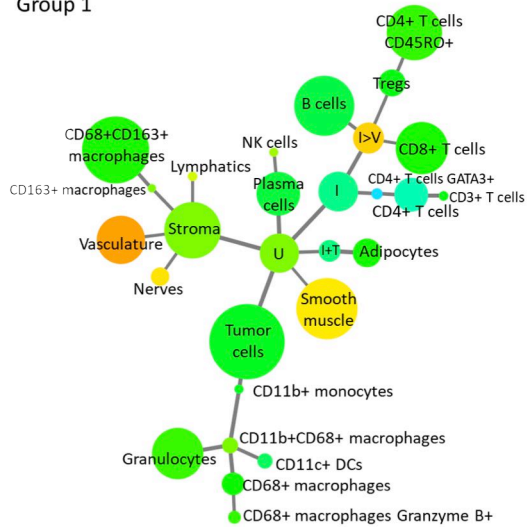 Group 1
CD4+ T cells
CD45RO+
Tregs
B cells
I>V
NK cells
CD8+ T cells
CD68+CD163+
macrophages
Lymphatics
CD163+ macrophages
Plasma
cells
I
CD4+ T cells GATA3+
CD3+ T cells
CD4+ T cells
Stroma
Vasculature
U
I+T
Adipocytes
Nerves
Smooth
muscle
Tumor
cells
CD11b+ monocytes
CD11b+CD68+ macrophages
Granulocytes
CD11c+ DCs
CD68+ macrophages
CD68+ macrophages Granzyme B+